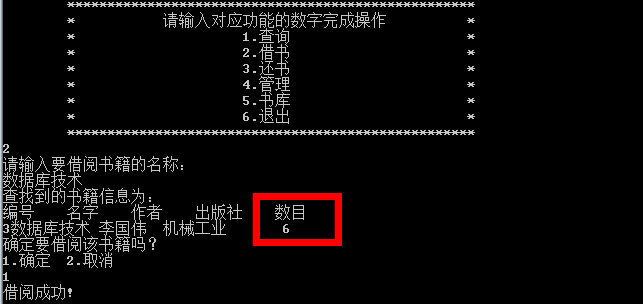 ***************************************************
* 请输入对应功能的数字完成操作 *
* 1.查询 *
* 2.借书 *
* 3.还书 *
* 4.管理 *
* 5.书库 *
* 6.退出 *
***************************************************
2
请输入要借阅书籍的名称:
数据库技术
查找到的书籍信息为:
编号 名字 作者 出版社 数目
3数据库技术 李国伟 机械工业 6
确定要借阅该书籍吗?
1.确定 2.取消
1
借阅成功!